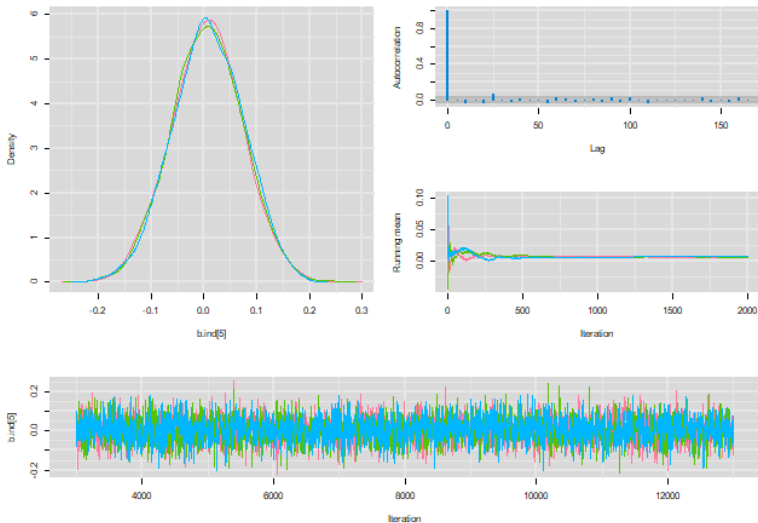 Density
0 1 2 3 4 5 6
-0.2 -0.1 0.0 0.1 0.2 0.3
b.ind[5]
Autocorrelation
0.0 1.0
0 50 100 150
Lag
Running mean
0.00 0.05 0.10
0 500 1000 1500 2000
Iteration
b.ind[5]
-0.2 0.0 0.2
4000 6000 8000 10000 12000
Iteration